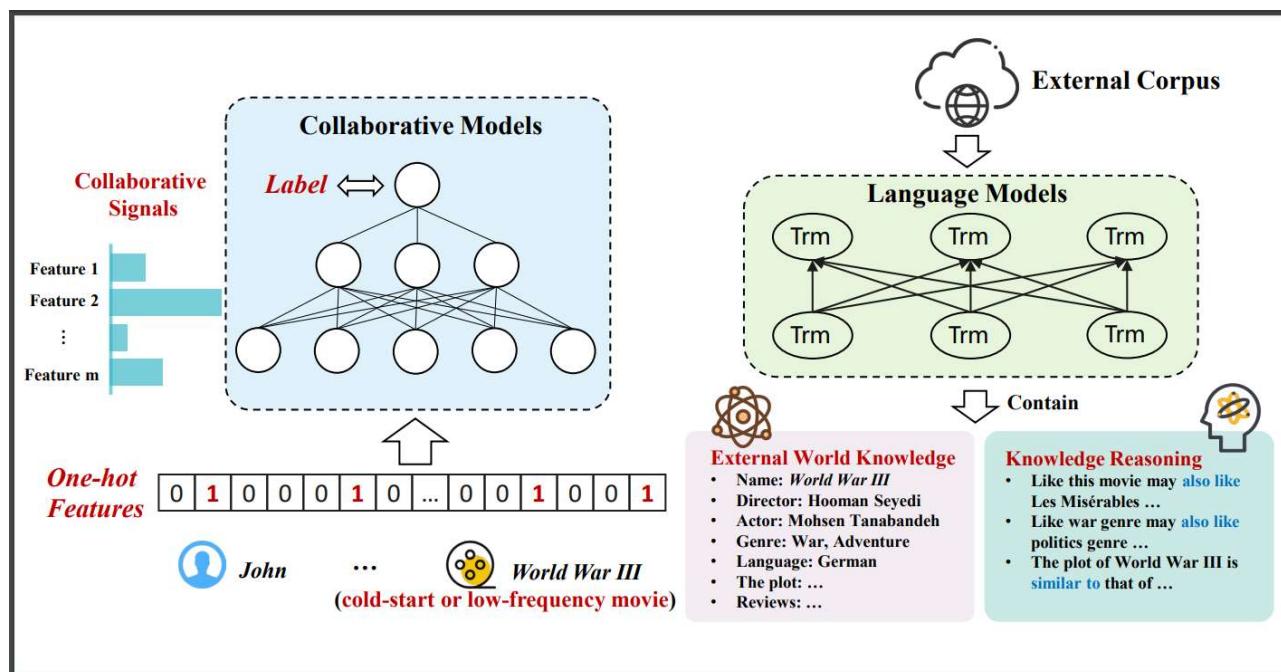 Collaborative Models
Label
Collaborative
Signals
Feature 1
Feature 2
⋮
Feature m
One-hot
Features
0 1 0 0 0 1 0 ... 0 0 1 0 0 1
John
...
World War III
(cold-start or low-frequency movie)
External Corpus
Language Models
Trm Trm Trm
Trm Trm Trm
Contain
External World Knowledge
• Name: World War III
• Director: Hooman Seyedi
• Actor: Mohsen Tanabandeh
• Genre: War, Adventure
• Language: German
• The plot: …
• Reviews: …
Knowledge Reasoning
• Like this movie may also like
Les Misérables …
• Like war genre may also like
politics genre …
• The plot of World War III is
similar to that of …